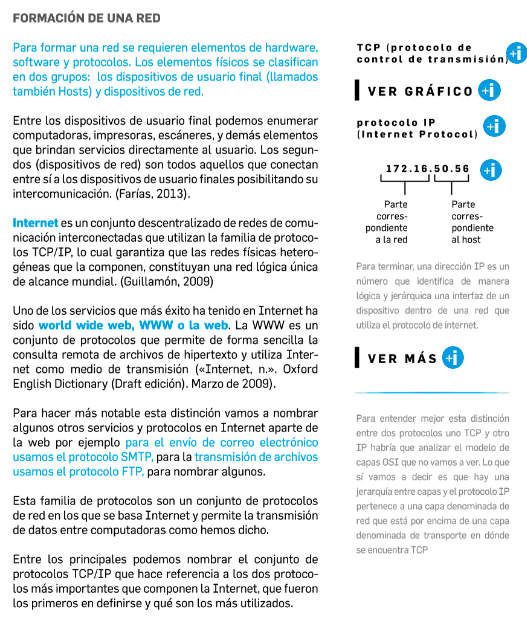 FORMACIÓN DE UNA RED
Para formar una red se requieren elementos de hardware,
software y protocolos. Los elementos físicos se clasifican
en dos grupos: los dispositivos de usuario final (llamados
también Hosts) y dispositivos de red.
Entre los dispositivos de usuario final podemos enumerar
computadoras, impresoras, escáneres, y demás elementos
que brindan servicios directamente al usuario. Los segun-
dos (dispositivos de red) son todos aquellos que conectan
entre sí a los dispositivos de usuario finales posibilitando su
intercomunicación. (Farías, 2013).
Internet es un conjunto descentralizado de redes de comu-
nicación interconectadas que utilizan la familia de protoco-
los TCP/IP, lo cual garantiza que las redes físicas hetero-
géneas que la componen, constituyan una red lógica única
de alcance mundial. (Guillamón, 2009)
Uno de los servicios que más éxito ha tenido en Internet ha
sido world wide web, WWW o la web. La WWW es un
conjunto de protocolos que permite de forma sencilla la
consulta remota de archivos de hipertexto y utiliza Inter-
net como medio de transmisión («Internet, n.». Oxford
English Dictionary (Draft edición). Marzo de 2009).
Para hacer más notable esta distinción vamos a nombrar
algunos otros servicios y protocolos en Internet aparte de
la web por ejemplo para el envío de correo electrónico
usamos el protocolo SMTP, para la transmisión de archivos
usamos el protocolo FTP, para nombrar algunos.
Esta familia de protocolos son un conjunto de protocolos
de red en los que se basa Internet y permite la transmisión
de datos entre computadoras como hemos dicho.
Entre los principales podemos nombrar el conjunto de
protocolos TCP/IP que hace referencia a los dos protoco-
los más importantes que componen la Internet, que fueron
los primeros en definirse y qué son los más utilizados.
TCP (protocolo de
control de transmisión) +i
VER GRÁFICO +i
protocolo IP
(Internet Protocol) +i
172.16.50.56 +i
Parte
corres-
pondiente
a la red
Parte
corres-
pondiente
al host
Para terminar, una dirección IP es un
número que identifica de manera
lógica y jerárquica una interfaz de un
dispositivo dentro de una red que
utiliza el protocolo de internet.
VER MÁS +i
Para entender mejor esta distinción
entre dos protocolos uno TCP y otro
IP habría que analizar el modelo de
capas OSI que no vamos a ver. Lo que
sí vamos a decir es que hay una
jerarquía entre capas y el protocolo IP
pertenece a una capa denominada de
red que está por encima de una capa
denominada de transporte en dónde
se encuentra TCP